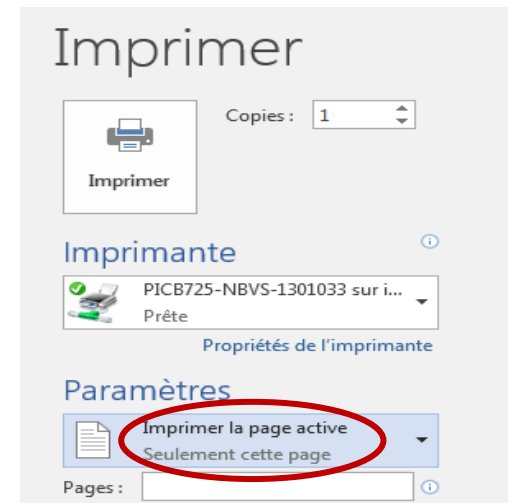 Imprimer
Copies : 1
Imprimer
Imprimante
PICB725-NBVS-1301033 sur i...
Prête
Propriétés de l'imprimante
Paramètres
Imprimer la page active
Seulement cette page
Pages :